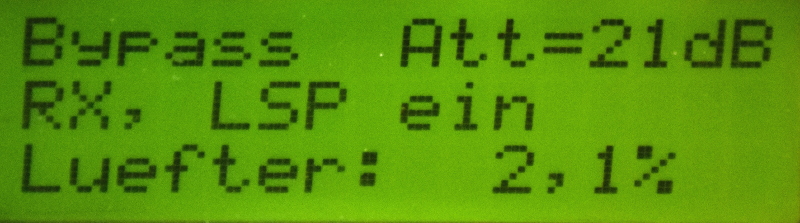 Bypass Att=21dB
RX, LSP ein
Luefter: 2,1%